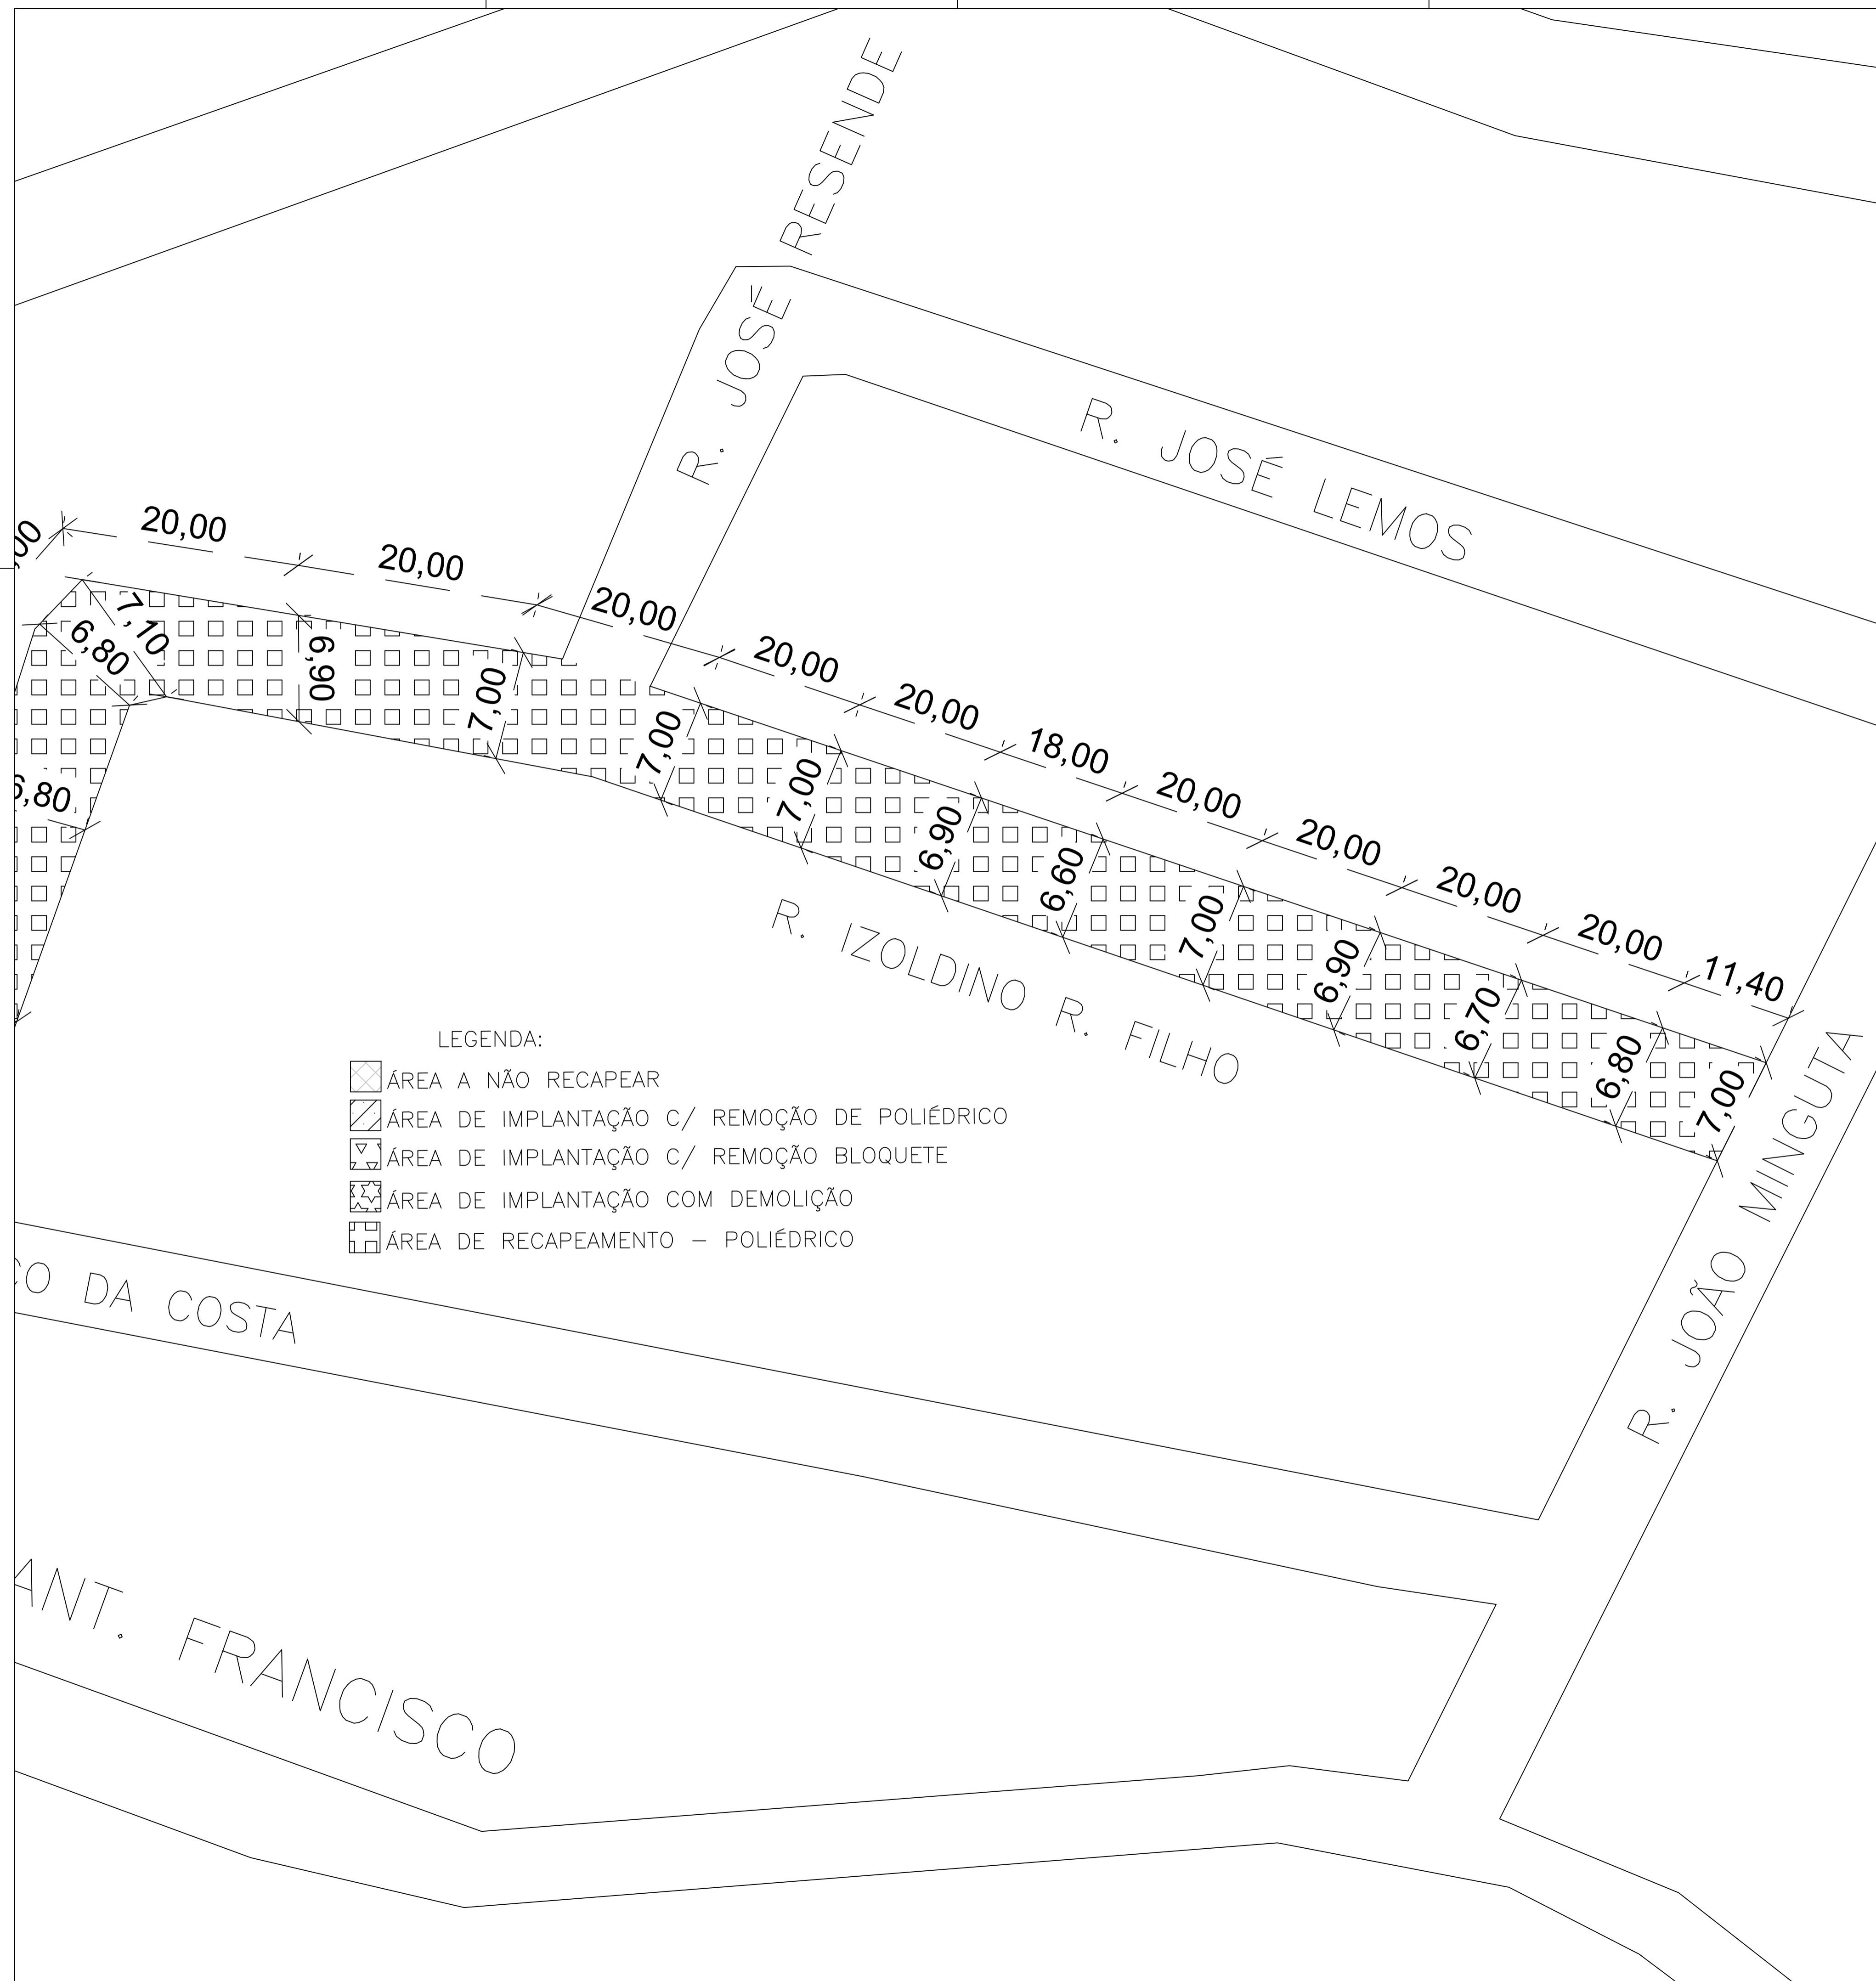 R. JOSÉ RESENDE
R. JOSÉ LEMOS
20,00
20,00
20,00
20,00
20,00
18,00
20,00
20,00
20,00
20,00
11,40
7,10
6,80
6,90
7,00
7,00
7,00
6,90
6,60
7,00
6,90
6,70
6,80
7,00
R. IZOLDINO R. FILHO
R. JOÃO MINGUTA
LEGENDA:
ÁREA A NÃO RECAPEAR
ÁREA DE IMPLANTAÇÃO C/ REMOÇÃO DE POLIÉDRICO
ÁREA DE IMPLANTAÇÃO C/ REMOÇÃO BLOQUETE
ÁREA DE IMPLANTAÇÃO COM DEMOLIÇÃO
ÁREA DE RECAPEAMENTO – POLIÉDRICO
DA COSTA
ANT. FRANCISCO